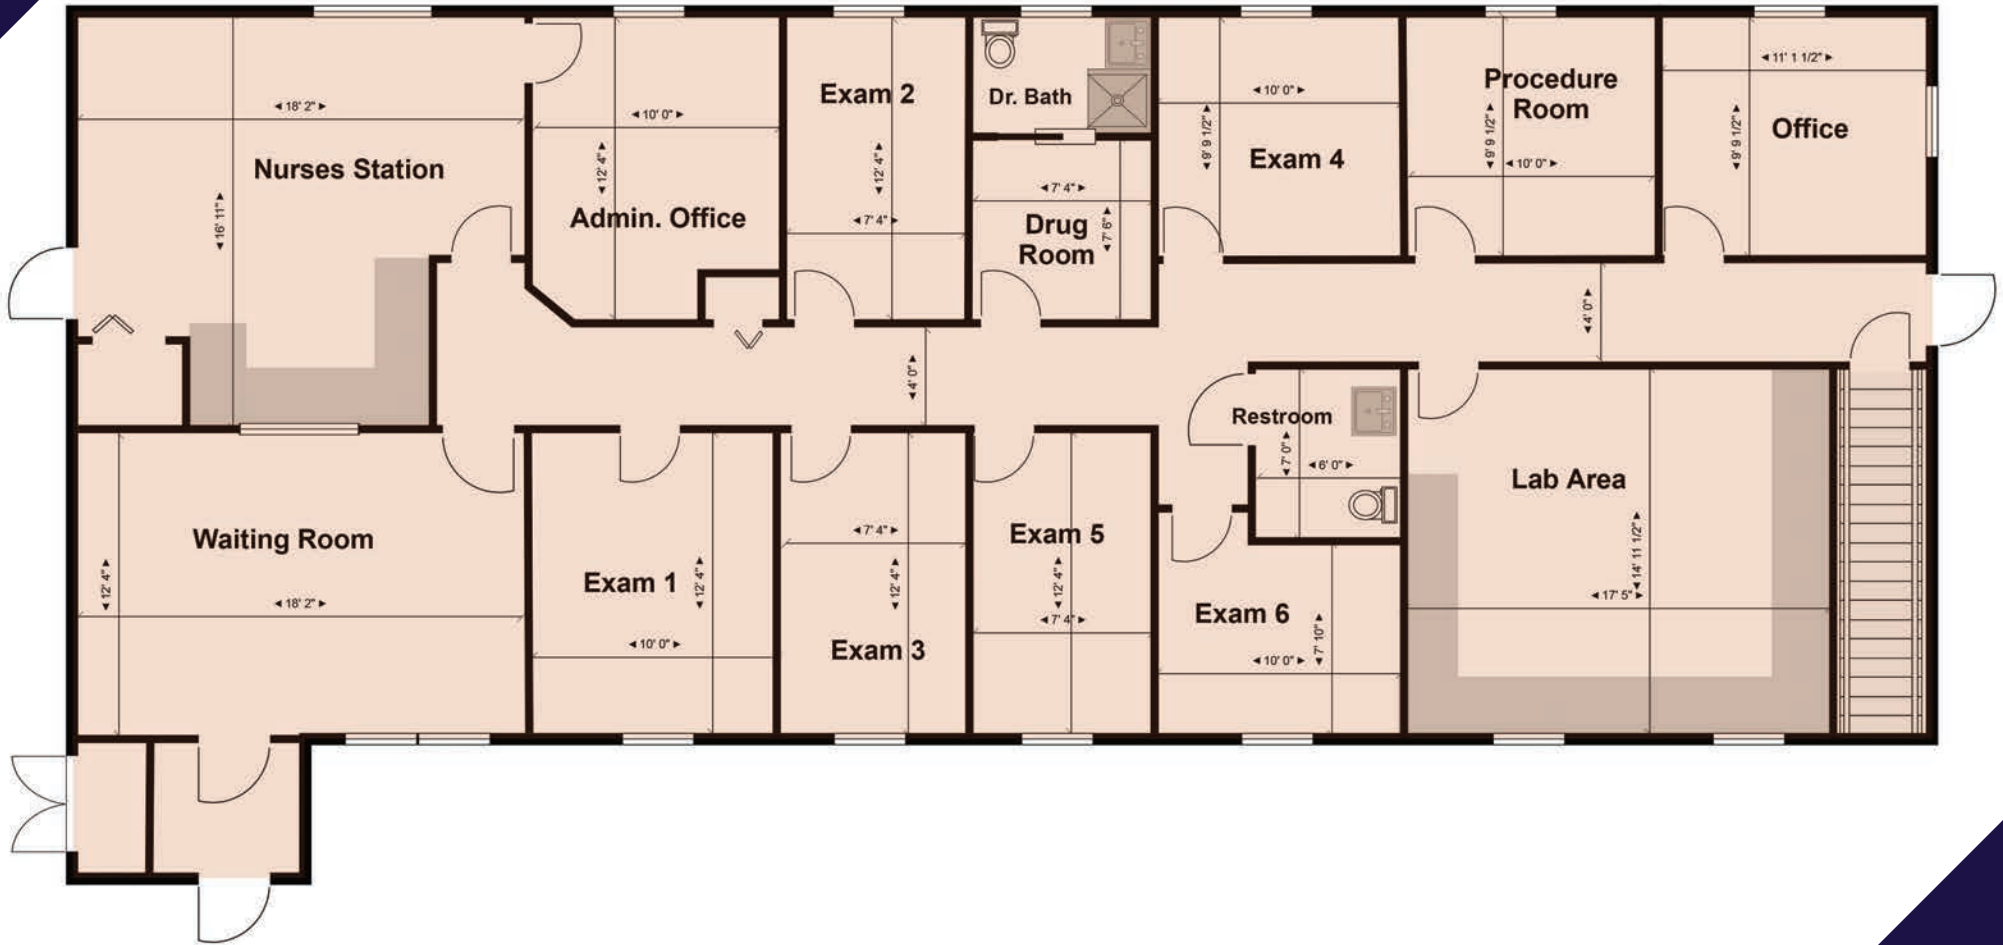 Nurses Station
18' 2"
16' 11"
Admin. Office
10' 0"
12' 4"
Exam 2
12' 4"
7' 4"
Dr. Bath
Drug
Room
7' 4"
7' 6"
Exam 4
10' 0"
9' 9 1/2"
Procedure
Room
9' 9 1/2"
10' 0"
Office
11' 1 1/2"
9' 9 1/2"
4' 0"
4' 0"
Waiting Room
12' 4"
18' 2"
Exam 1
12' 4"
10' 0"
Exam 3
7' 4"
12' 4"
Exam 5
12' 4"
7' 4"
Restroom
7' 0"
6' 0"
Exam 6
10' 0"
7' 10"
Lab Area
14' 11 1/2"
17' 5"